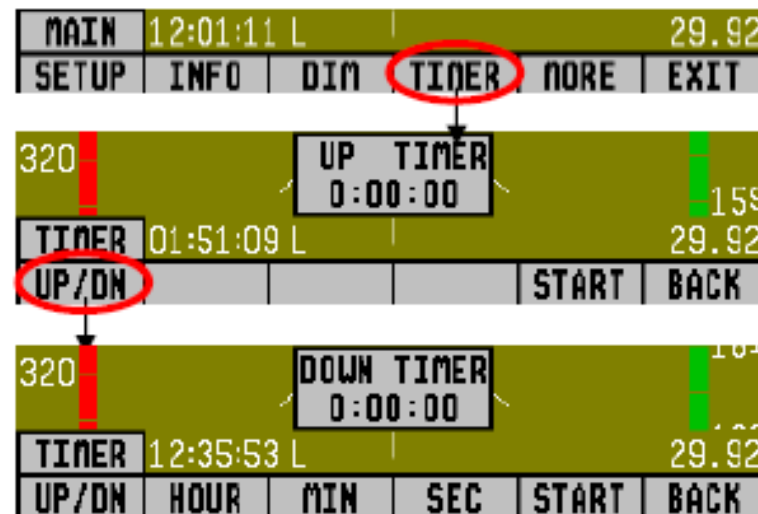 MAIN 12:01:11 L 29.92
SETUP INFO DIM TIMER MORE EXIT
320 UP TIMER
0:00:00
159
TIMER 01:51:09 L 29.92
UP/DN START BACK
320 DOWN TIMER
0:00:00
TIMER 12:35:53 L 29.92
UP/DN HOUR MIN SEC START BACK